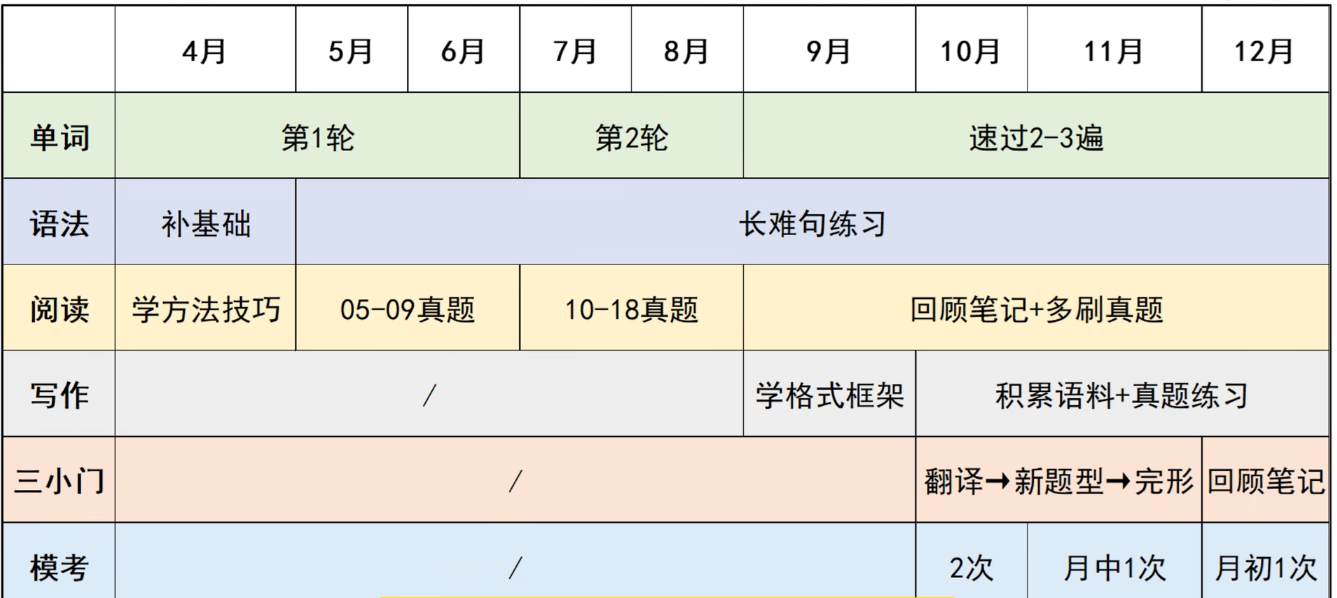 4月 5月 6月 7月 8月 9月 10月 11月 12月
单词 第1轮 第2轮 速过2-3遍
语法 补基础 长难句练习
阅读 学方法技巧 05-09真题 10-18真题 回顾笔记+多刷真题
写作 / 学格式框架 积累语料+真题练习
三小门 / 翻译→新题型→完形 回顾笔记
模考 / 2次 月中1次 月初1次